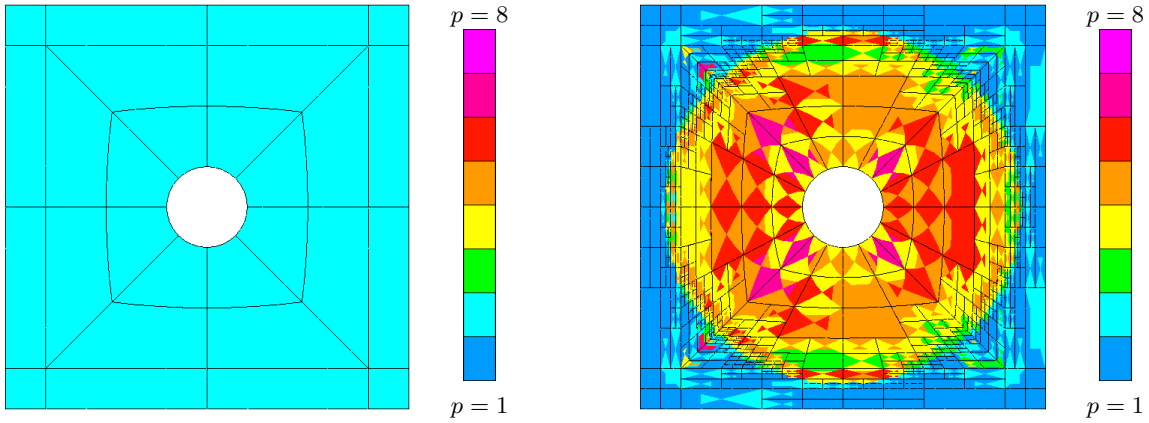 p = 8
p = 1
p = 8
p = 1